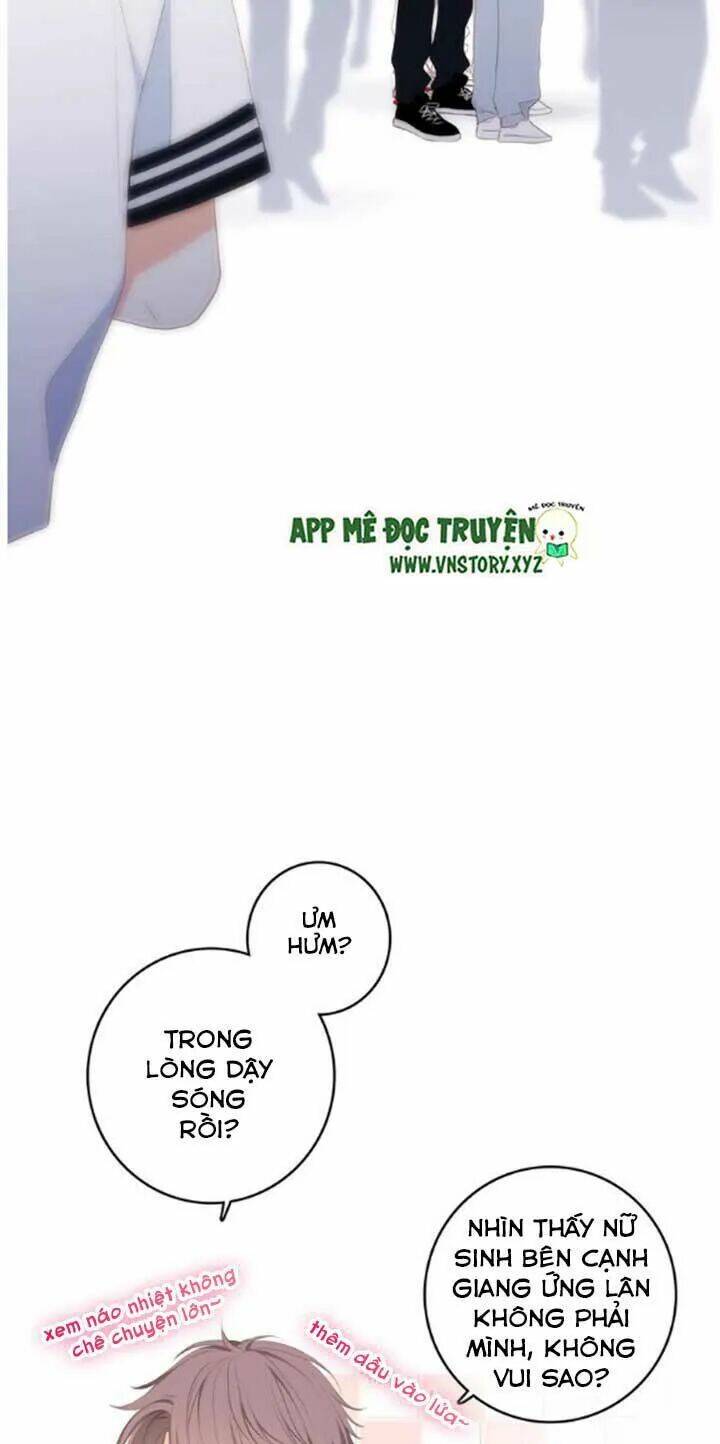 MÊ ĐỌC TRUYỆN
APP MÊ ĐỌC TRUYỆN
WWW.VNSTORY.XYZ
ỪM
HỬM?
TRONG
LÒNG DẬY
SÓNG
RỒI?
NHÌN THẤY NỮ
SINH BÊN CẠNH
GIANG ỨNG LÂN
KHÔNG PHẢI
MÌNH, KHÔNG
VUI SAO?
xem náo nhiệt không
chê chuyện lớn~
thêm dầu vào lửa~